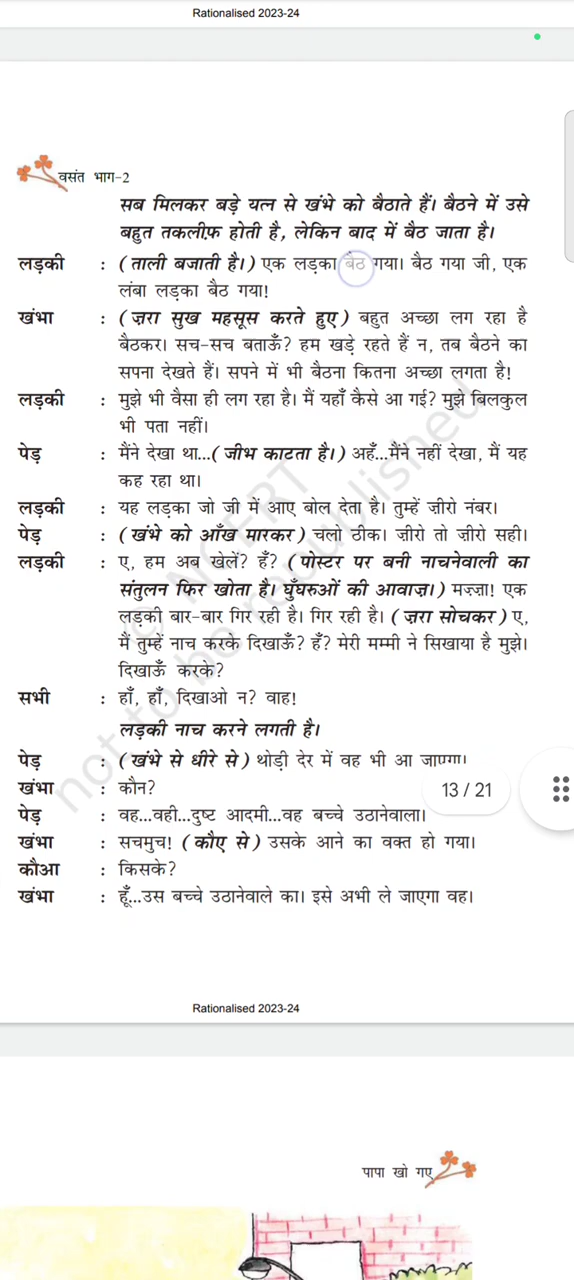 Rationalised 2023-24
वसंत भाग-2
सब मिलकर बड़े यत्न से खंभे को बैठाते हैं। बैठने में उसे
बहुत तकलीफ़ होती है, लेकिन बाद में बैठ जाता है।
लड़की : (ताली बजाती है।) एक लड़का बैठ गया। बैठ गया जी, एक
लंबा लड़का बैठ गया!
खंभा : (ज़रा सुख महसूस करते हुए) बहुत अच्छा लग रहा है
बैठकर। सच-सच बताऊँ? हम खड़े रहते हैं न, तब बैठने का
सपना देखते हैं। सपने में भी बैठना कितना अच्छा लगता है!
लड़की : मुझे भी वैसा ही लग रहा है। मैं यहाँ कैसे आ गई? मुझे बिलकुल
भी पता नहीं।
पेड़ : मैंने देखा था...(जीभ काटता है।) अहँ...मैंने नहीं देखा, मैं यह
कह रहा था।
लड़की : यह लड़का जो जी में आए बोल देता है। तुम्हें ज़ीरो नंबर।
पेड़ : (खंभे को आँख मारकर) चलो ठीक। ज़ीरो तो ज़ीरो सही।
लड़की : ए, हम अब खेलें? हँ? (पोस्टर पर बनी नाचनेवाली का
संतुलन फिर खोता है। घुँघरुओं की आवाज़।) मज़्ज़ा! एक
लड़की बार-बार गिर रही है। गिर रही है। (ज़रा सोचकर) ए,
मैं तुम्हें नाच करके दिखाऊँ? हँ? मेरी मम्मी ने सिखाया है मुझे।
दिखाऊँ करके?
सभी : हाँ, हाँ, दिखाओ न? वाह!
लड़की नाच करने लगती है।
पेड़ : (खंभे से धीरे से) थोड़ी देर में वह भी आ जाएगा।
खंभा : कौन?
13 / 21
पेड़ : वह...वही...दुष्ट आदमी...वह बच्चे उठानेवाला।
खंभा : सचमुच! (कौए से) उसके आने का वक्त हो गया।
कौआ : किसके?
खंभा : हूँ...उस बच्चे उठानेवाले का। इसे अभी ले जाएगा वह।
© NCERT
not to be republished
Rationalised 2023-24
पापा खो गए